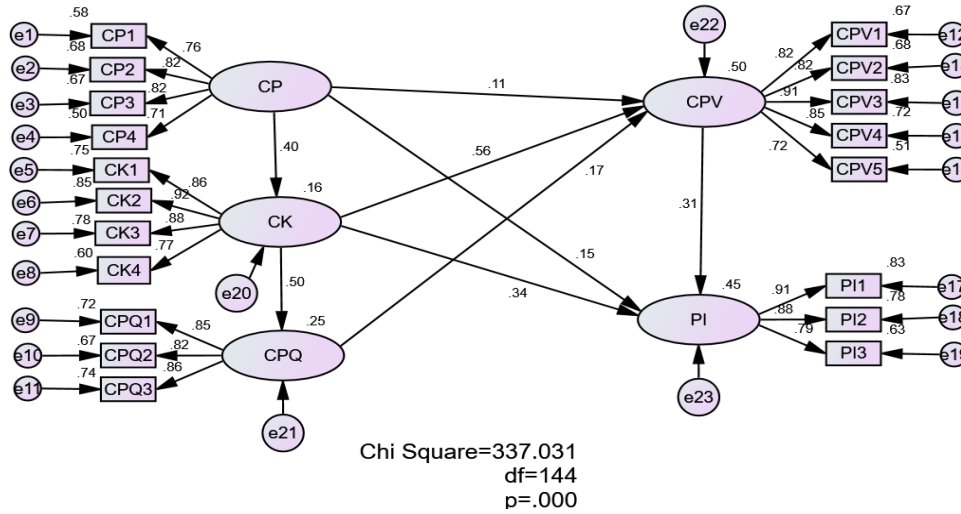 .58
e1 CP1 .76
.68
e2 CP2 .82
.67
e3 CP3 .82
.50
e4 CP4 .71
CP
.11
.40
.75
e5 CK1 .86
.85
e6 CK2 .92
.78
e7 CK3 .88
.60
e8 CK4 .77
.16
CK
e20
.56
.17
.15
.34
.50
.72
e9 CPQ1 .85
.67
e10 CPQ2 .82
.74
e11 CPQ3 .86
.25
CPQ
e21
e22
.50
CPV
.31
.67
.82 CPV1 e12
.68
.82 CPV2
.83
.91 CPV3
.72
.85 CPV4
.51
.72 CPV5
.45
PI
e23
.83
.91 PI1 e17
.78
.88 PI2 e18
.63
.79 PI3 e19
Chi Square=337.031
df=144
p=.000